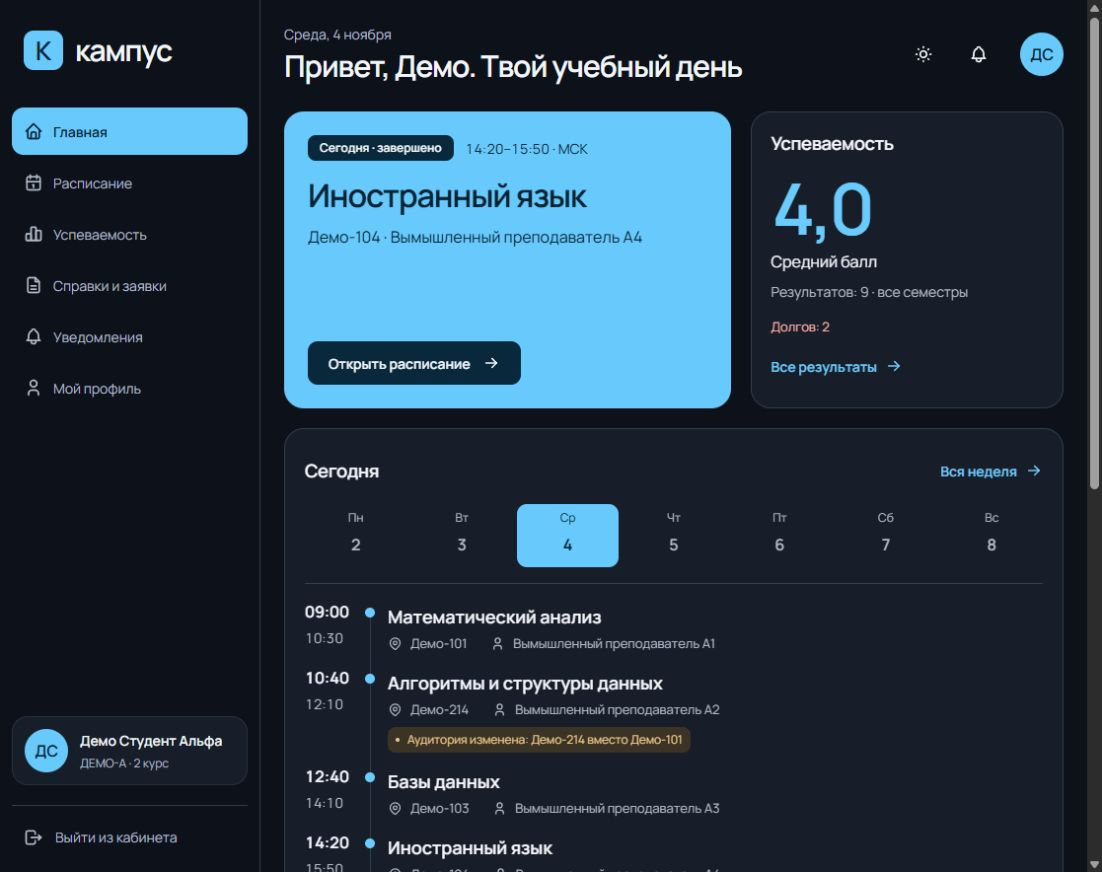 К кампус
Главная
Расписание
Успеваемость
Справки и заявки
Уведомления
Мой профиль
ДС
Демо Студент Альфа
ДЕМО-А · 2 курс
Выйти из кабинета
Среда, 4 ноября
Привет, Демо. Твой учебный день
ДС
Сегодня · завершено 14:20–15:50 · МСК
Иностранный язык
Демо-104 · Вымышленный преподаватель А4
Открыть расписание →
Успеваемость
4,0
Средний балл
Результатов: 9 · все семестры
Долгов: 2
Все результаты →
Сегодня
Вся неделя →
Пн Вт Ср Чт Пт Сб Вс
2 3 4 5 6 7 8
09:00 Математический анализ
10:30 Демо-101 Вымышленный преподаватель А1
10:40 Алгоритмы и структуры данных
12:10 Демо-214 Вымышленный преподаватель А2
• Аудитория изменена: Демо-214 вместо Демо-101
12:40 Базы данных
14:10 Демо-103 Вымышленный преподаватель А3
14:20 Иностранный язык
15:50